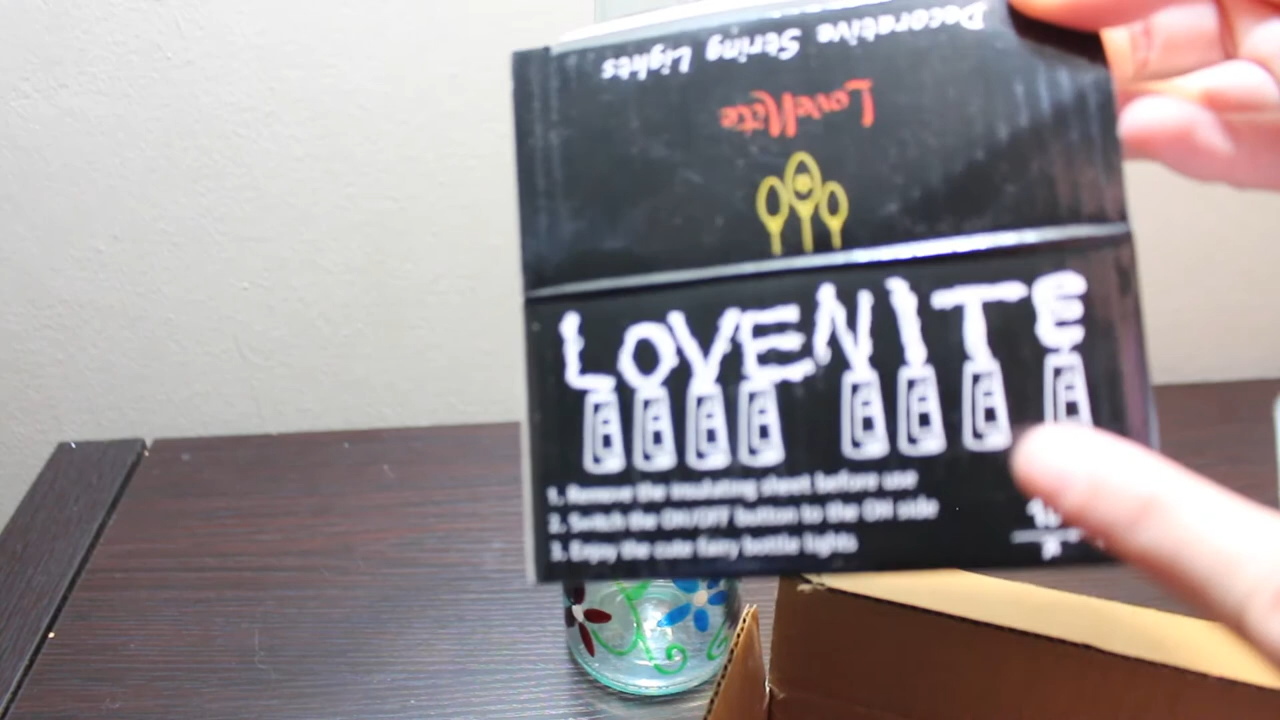 Decorative String Lights
LoveNite
LOVENITE
1. Remove the insulating sheet before use
2. Switch the ON/OFF button to the ON side
3. Enjoy the cute fairy bottle lights